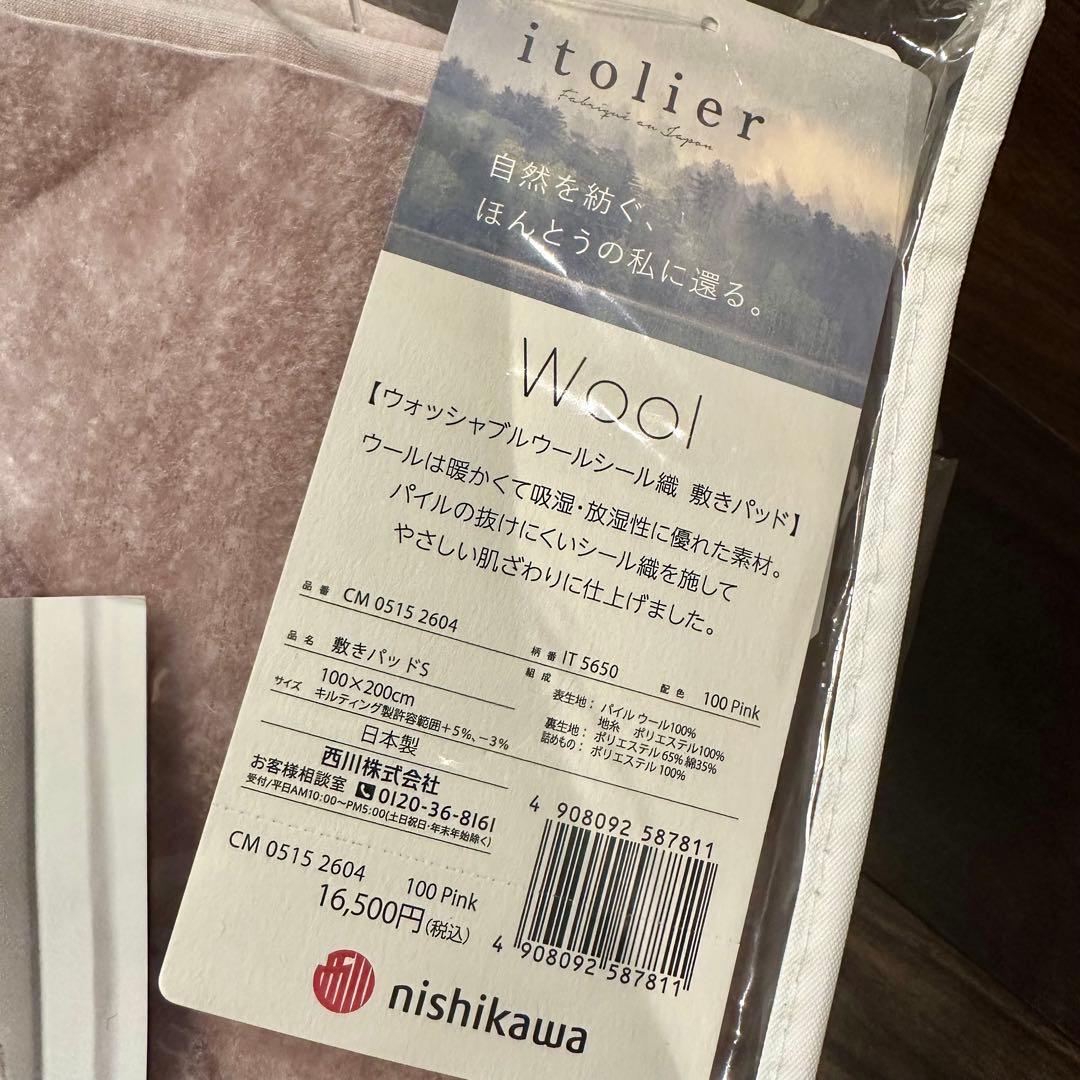 itolier
Fabriqué au Japon
自然を紡ぐ、
ほんとうの私に還る。
Wool
【ウォッシャブルウールシール織 敷きパッド】
ウールは暖かくて吸湿・放湿性に優れた素材。
パイルの抜けにくいシール織を施して
やさしい肌ざわりに仕上げました。
品番 CM 0515 2604
柄番 IT 5650 配色 100 Pink
品名 敷きパッドS
サイズ 100×200cm
キルティング製許容範囲+5%、-3%
組成
表生地： パイル ウール100%
地糸 ポリエステル100%
裏生地： ポリエステル 65% 綿35%
詰めもの： ポリエステル 100%
日本製
西川株式会社
お客様相談室 0120-36-8161
受付/平日AM10:00〜PM5:00(土日祝日・年末年始除く)
4 908092 587811
CM 0515 2604 100 Pink
16,500円(税込)
4 908092 587811
西川 nishikawa